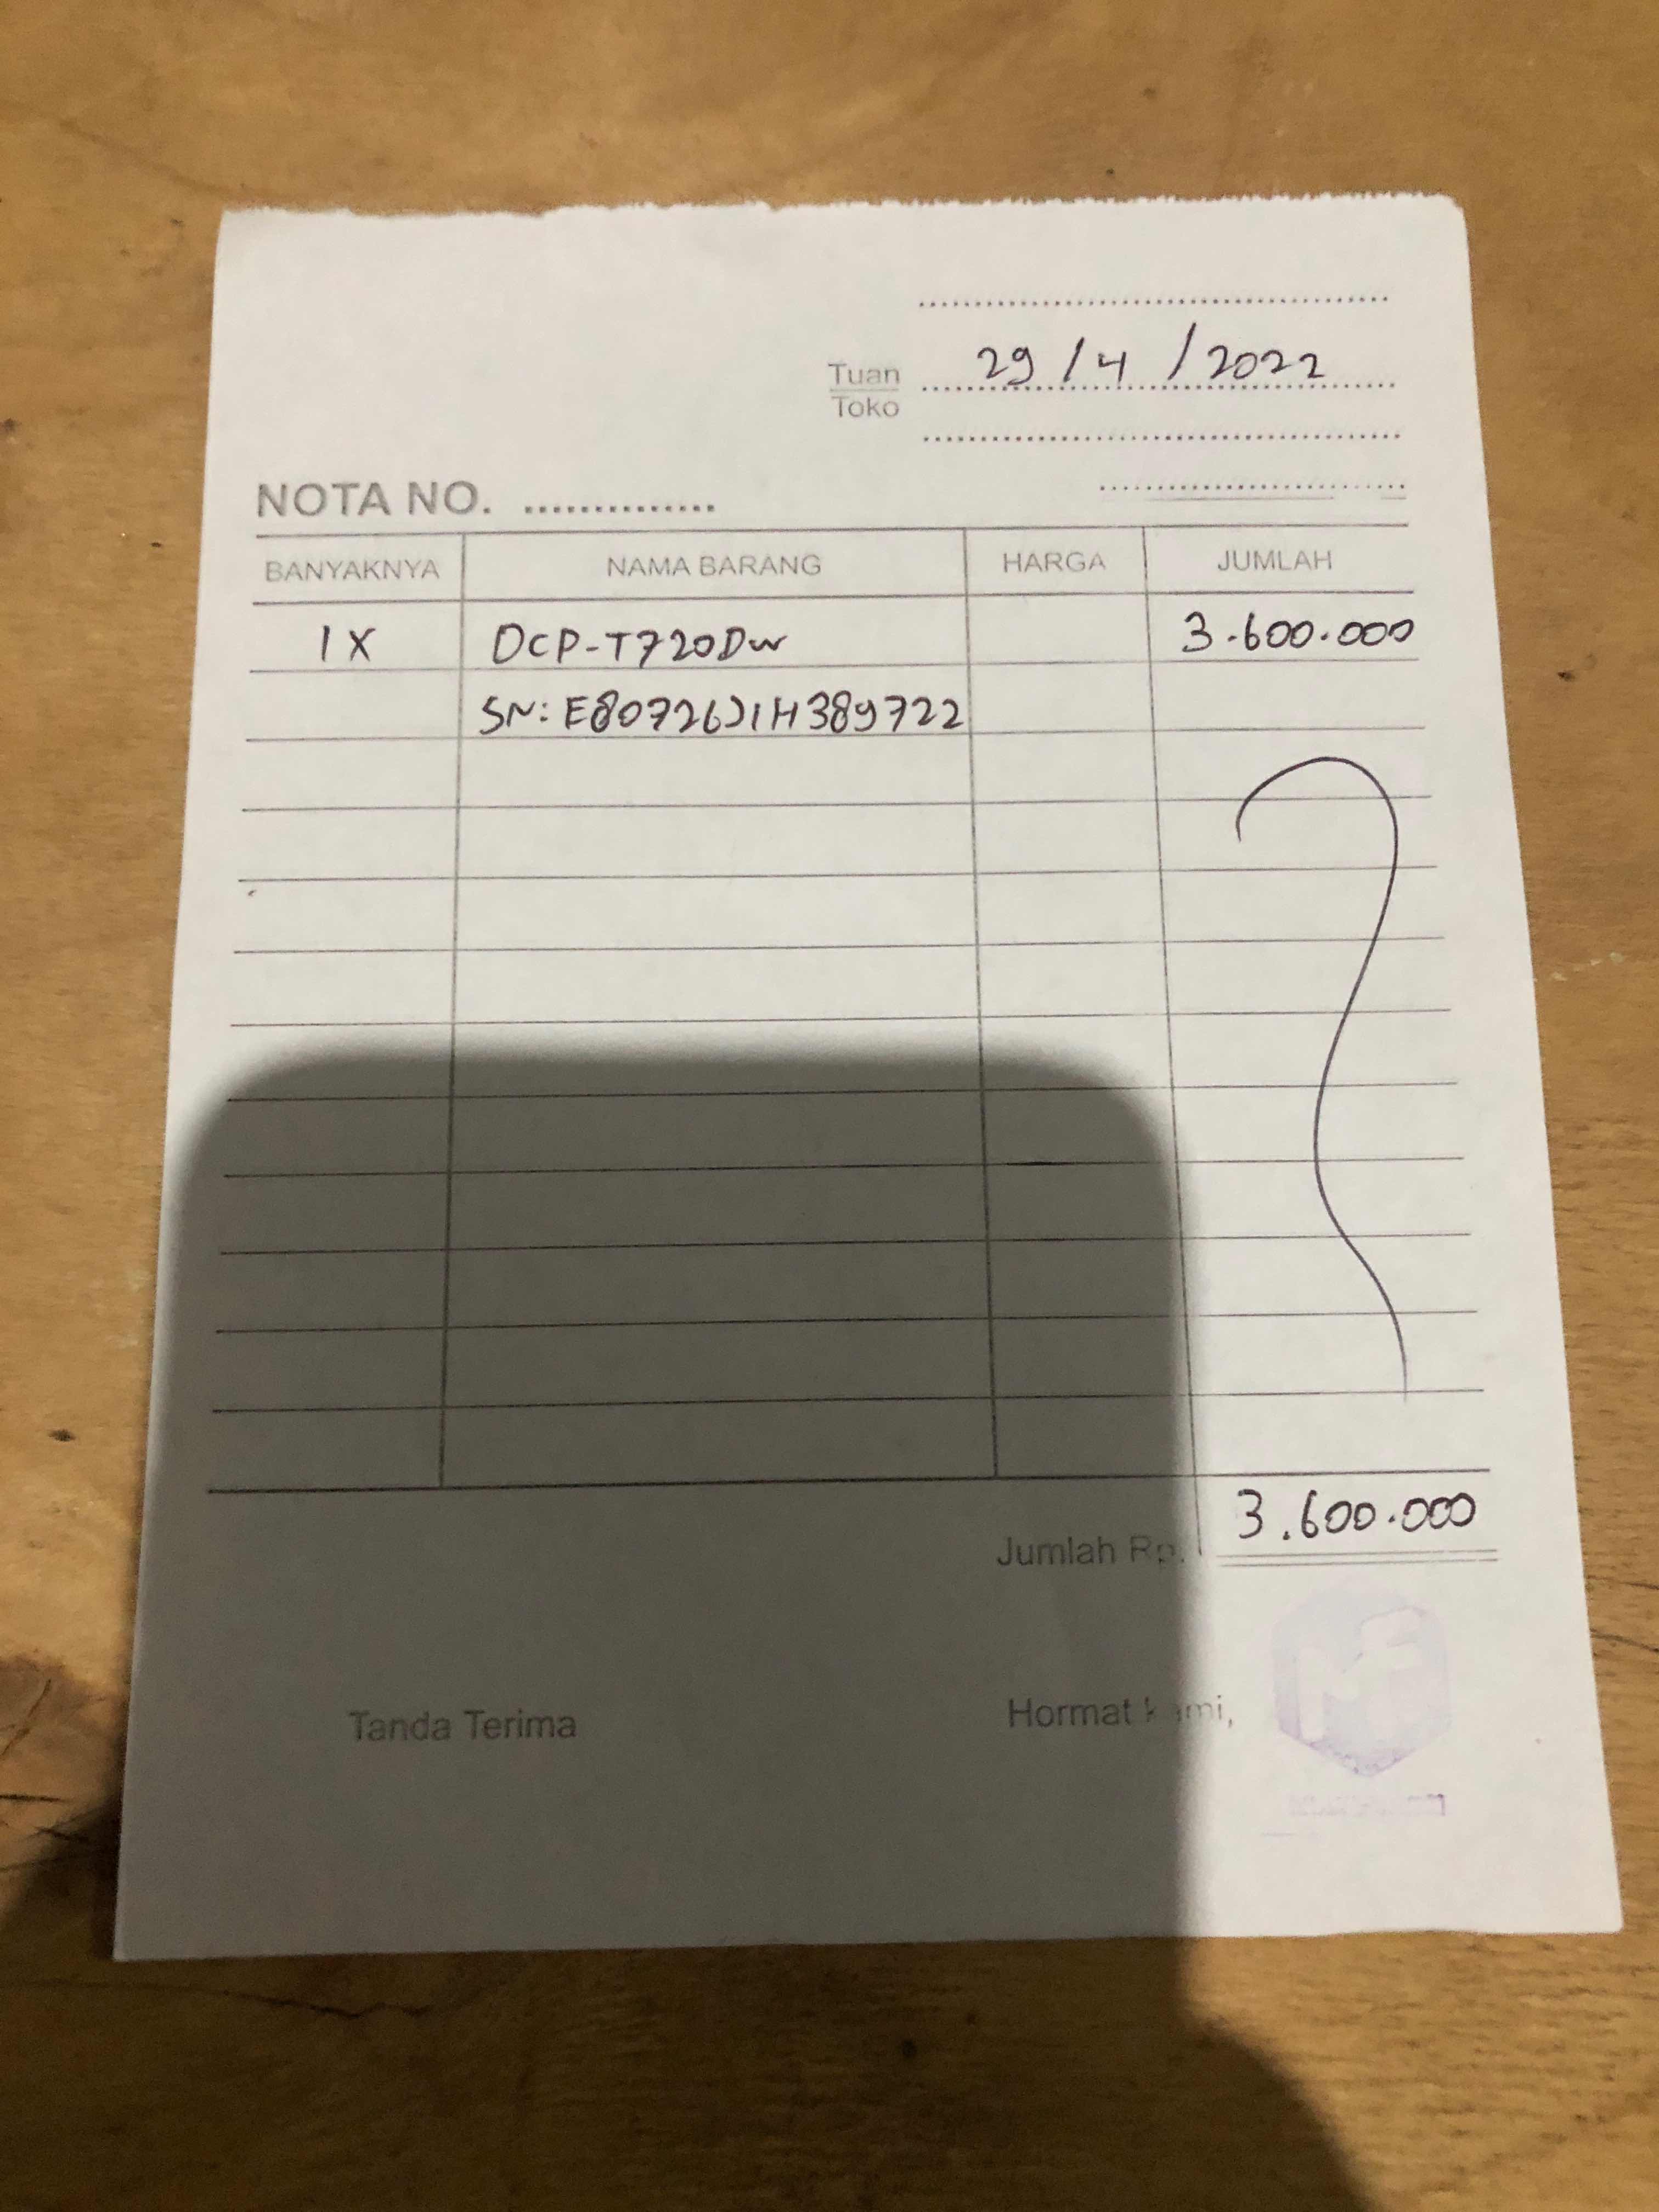 29/4/2022
Tuan
Toko
NOTA NO. ..............
BANYAKNYA NAMA BARANG HARGA JUMLAH
1X DCP-T720DW 3.600.000
SN: E80726J1H389722
Jumlah Rp. 3.600.000
Tanda Terima Hormat kami,
MF